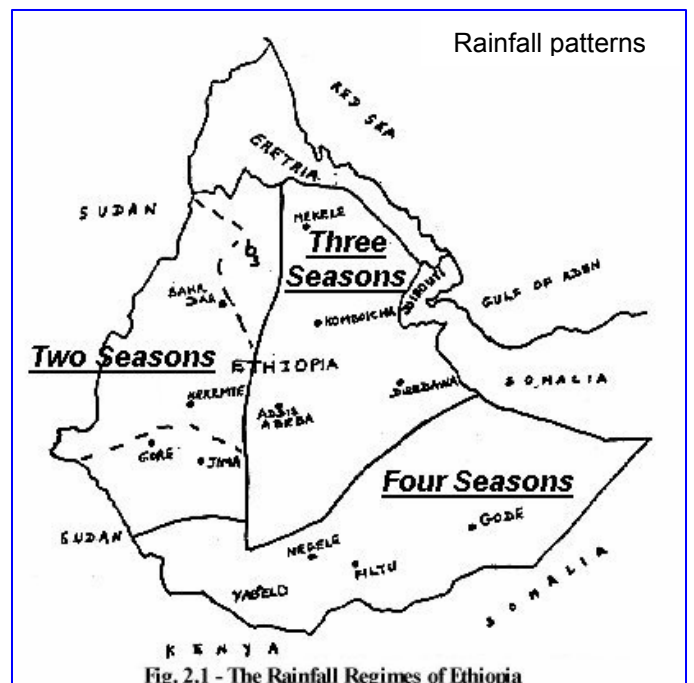 Rainfall patterns
RED SEA
ERETRIA
SUDAN
MEKELE
Three
Seasons
b3
BAHR
DAR
DJIBOUTI
GULF OF ADEN
KOMBOLCHA
Two Seasons
ETHIOPIA
SOMALIA
DIREDAWA
NEKEMTE
ADDIS
ABEBA
GORE
JIMA
Four Seasons
GODE
SUDAN
NEGELE
FILTU
YABELO
SOMALIA
KENYA
Fig. 2.1 - The Rainfall Regimes of Ethiopia